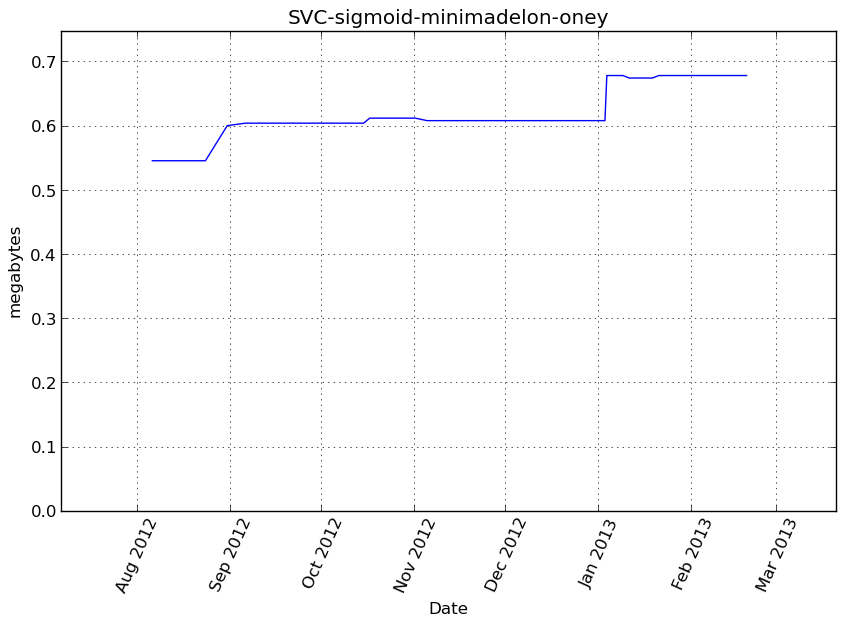 SVC-sigmoid-minimadelon-oney
megabytes
0.7
0.6
0.5
0.4
0.3
0.2
0.1
0.0
Aug 2012
Sep 2012
Oct 2012
Nov 2012
Dec 2012
Jan 2013
Feb 2013
Mar 2013
Date